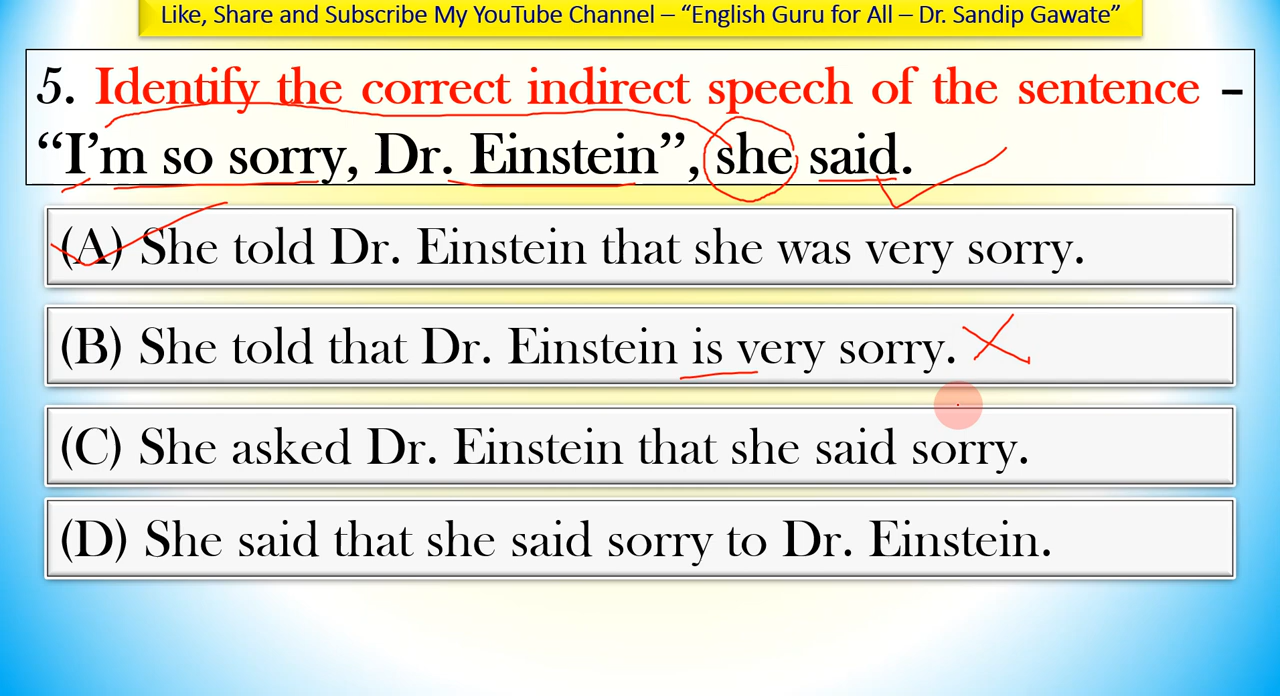 Like, Share and Subscribe My YouTube Channel – “English Guru for All – Dr. Sandip Gawate”
5. Identify the correct indirect speech of the sentence –
“I’m so sorry, Dr. Einstein”, she said.
(A) She told Dr. Einstein that she was very sorry.
(B) She told that Dr. Einstein is very sorry.
(C) She asked Dr. Einstein that she said sorry.
(D) She said that she said sorry to Dr. Einstein.